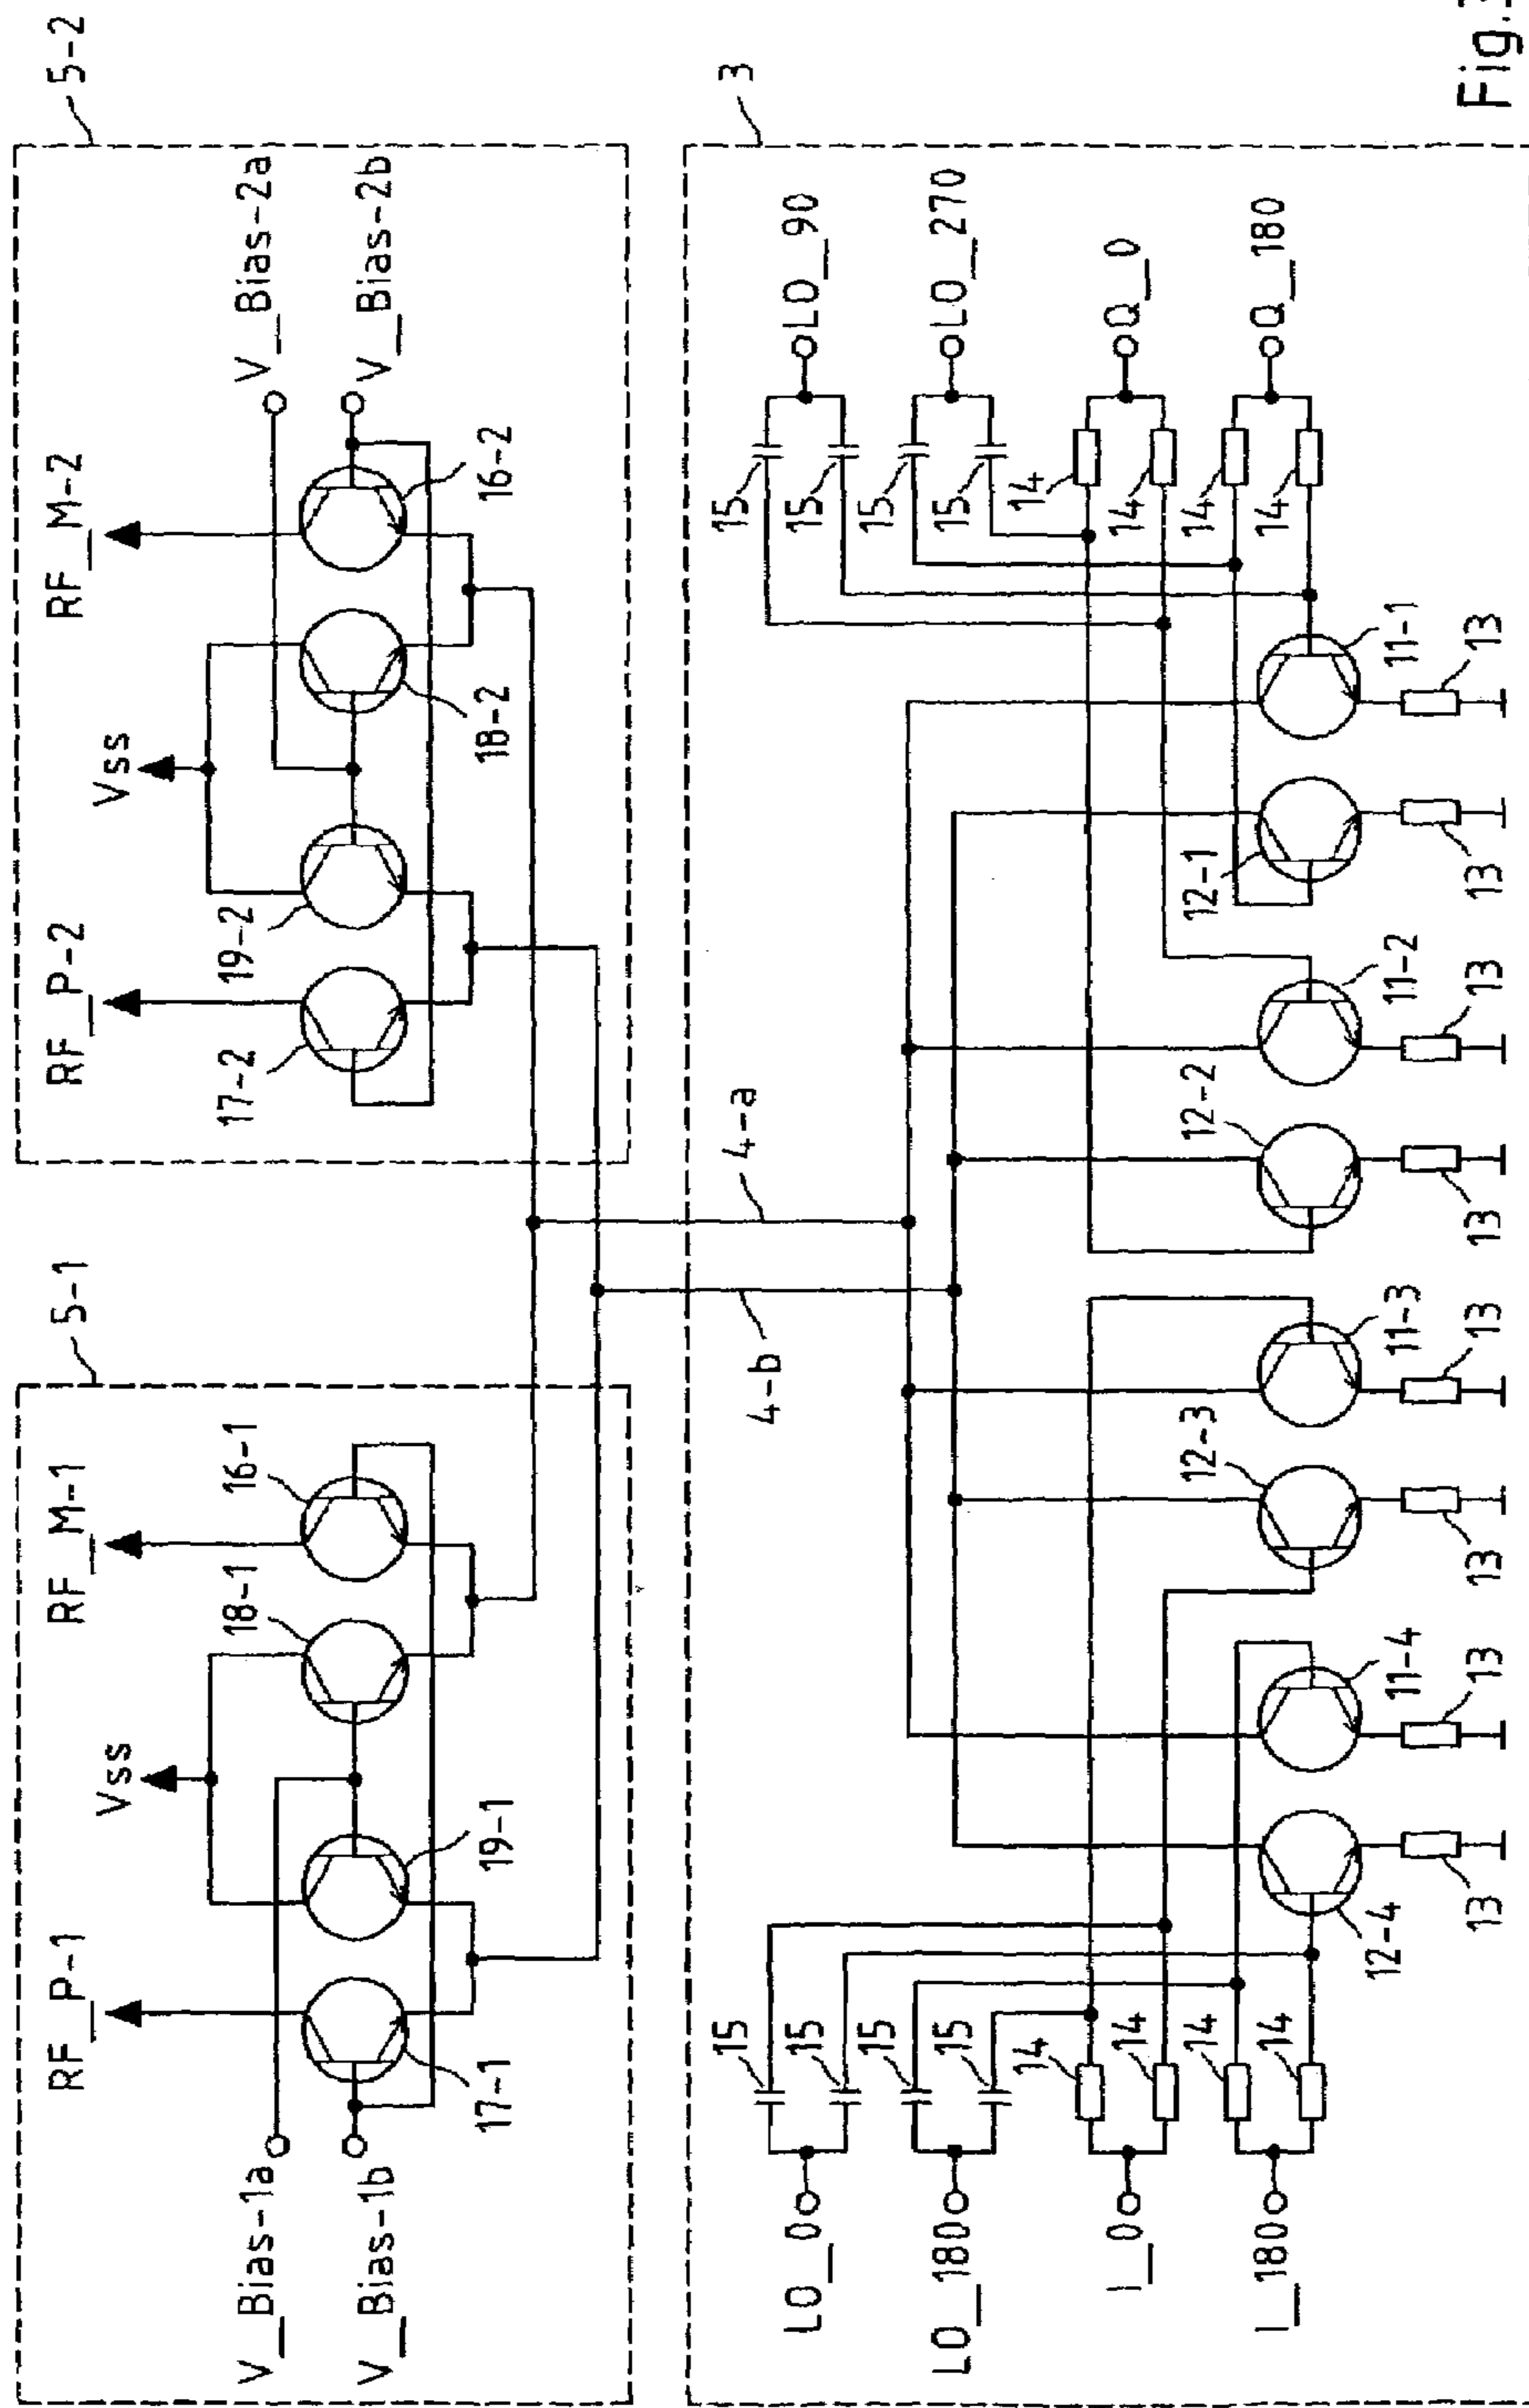 5-1
5-2
RF_P-1
Vss
RF_M-1
RF_P-2
Vss
RF_M-2
V_Bias-1a
V_Bias-1b
17-1
19-1
18-1
16-1
17-2
19-2
18-2
16-2
V_Bias-2a
V_Bias-2b
4-b
4-a
3
LO_0
LO_180
I_0
I_180
15
15
15
15
14
14
14
14
12-4
11-4
12-3
11-3
12-2
11-2
12-1
11-1
13
13
13
13
13
13
13
13
15
15
15
15
14
14
14
14
LO_90
LO_270
Q_0
Q_180
Fig.